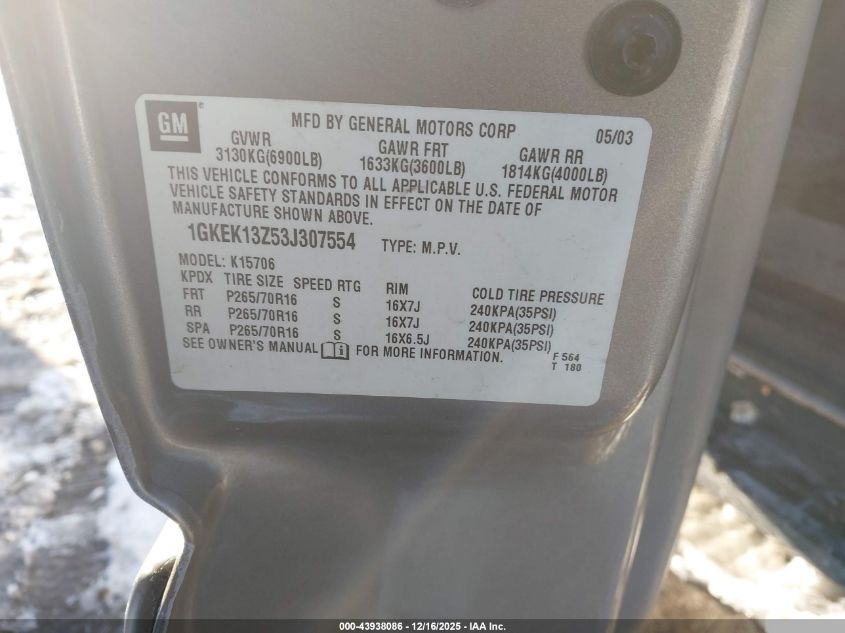 GM ®
MFD BY GENERAL MOTORS CORP 05/03
GVWR GAWR FRT GAWR RR
3130KG(6900LB) 1633KG(3600LB) 1814KG(4000LB)
THIS VEHICLE CONFORMS TO ALL APPLICABLE U.S. FEDERAL MOTOR
VEHICLE SAFETY STANDARDS IN EFFECT ON THE DATE OF
MANUFACTURE SHOWN ABOVE.
1GKEK13Z53J307554 TYPE: M.P.V.
MODEL: K15706
KPDX TIRE SIZE SPEED RTG RIM COLD TIRE PRESSURE
FRT P265/70R16 S 16X7J 240KPA(35PSI)
RR P265/70R16 S 16X7J 240KPA(35PSI)
SPA P265/70R16 S 16X6.5J 240KPA(35PSI)
SEE OWNER'S MANUAL FOR MORE INFORMATION.
F 564
T 180
000-43938086 - 12/16/2025 - IAA Inc.